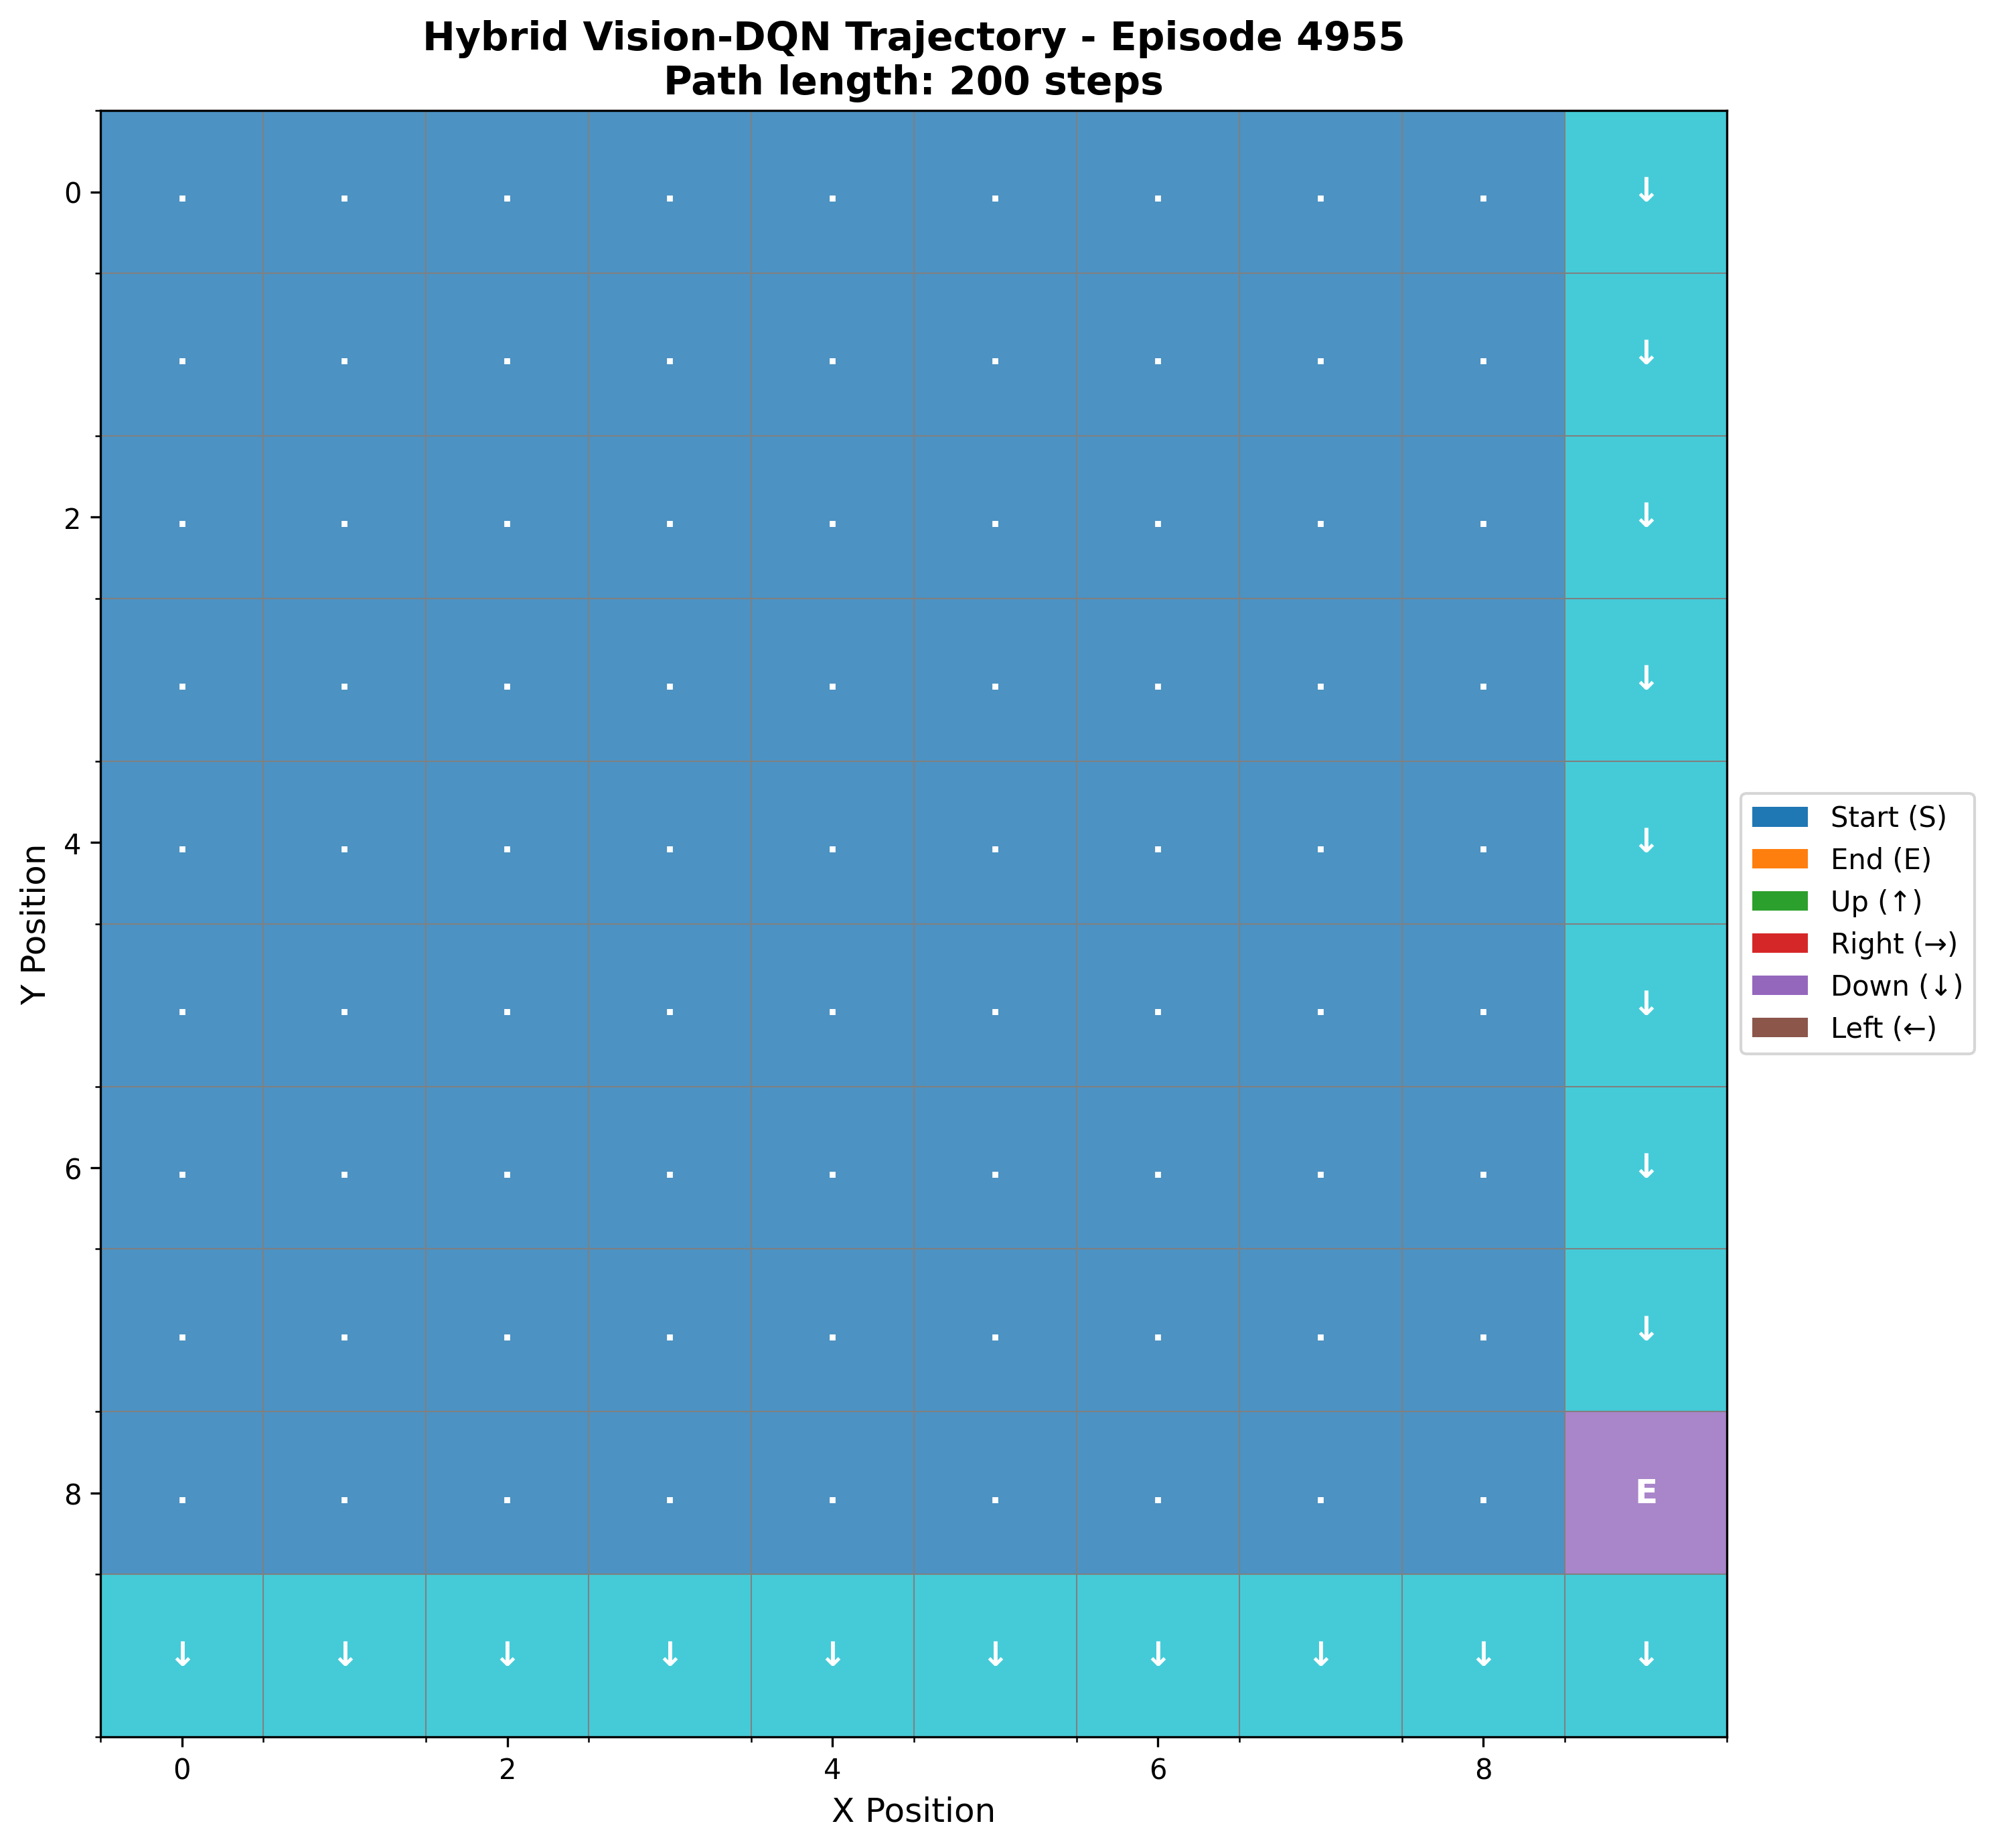 Hybrid Vision-DQN Trajectory - Episode 4955
Path length: 200 steps
0 . . . . . . . . . ↓
. . . . . . . . . ↓
2 . . . . . . . . . ↓
. . . . . . . . . ↓
4 . . . . . . . . . ↓
. . . . . . . . . ↓
6 . . . . . . . . . ↓
. . . . . . . . . ↓
8 . . . . . . . . . E
↓ ↓ ↓ ↓ ↓ ↓ ↓ ↓ ↓ ↓
0 2 4 6 8
X Position
Y Position
Start (S)
End (E)
Up (↑)
Right (→)
Down (↓)
Left (←)